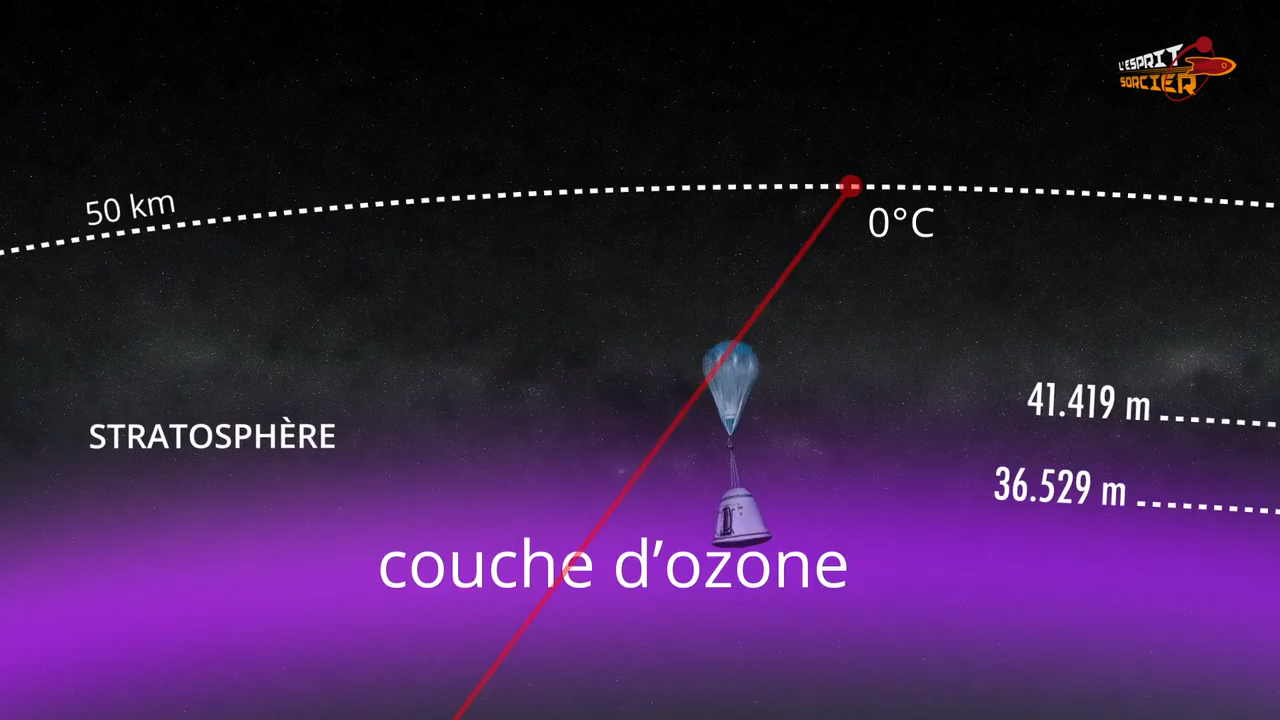 L'ESPRIT
SORCIER
50 km
0°C
41.419 m
STRATOSPHÈRE
36.529 m
couche d’ozone